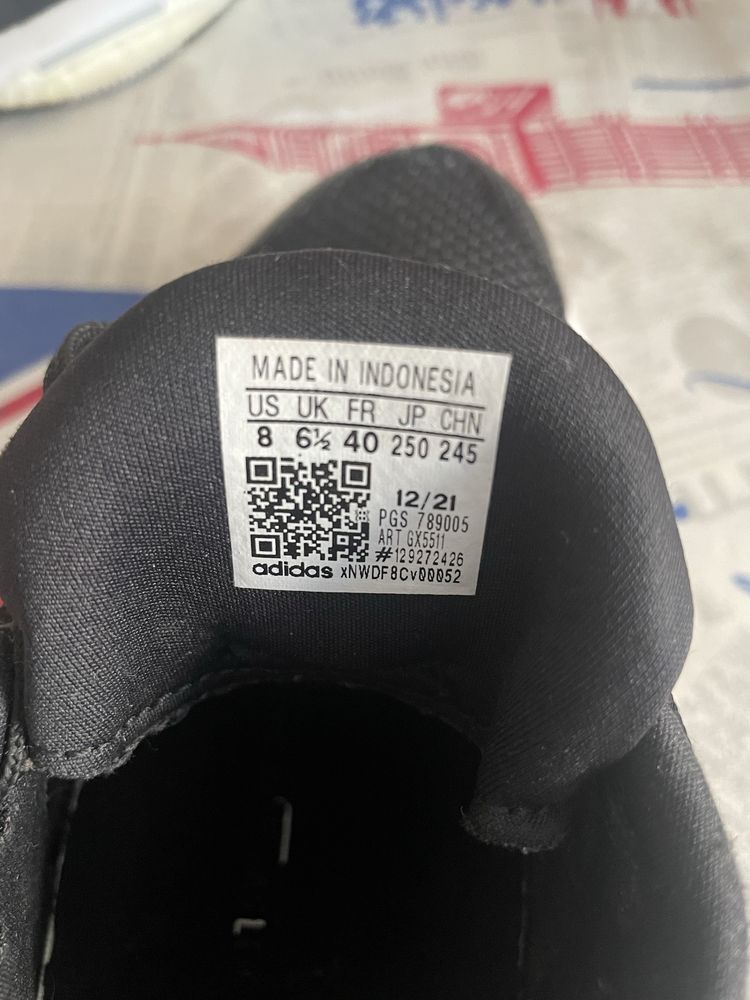 MADE IN INDONESIA
US UK FR JP CHN
8 6½ 40 250 245
12/21
PGS 789005
ART GX5511
#129272426
adidas xNWDF8Cv00052